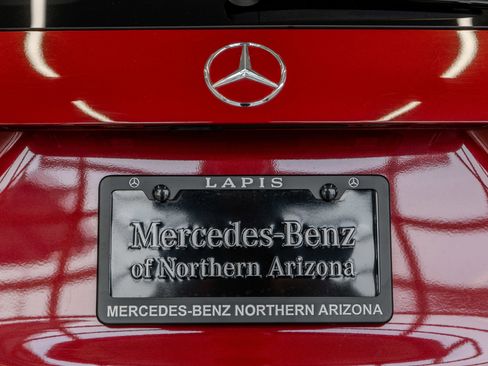 LAPIS
Mercedes-Benz
of Northern Arizona
MERCEDES-BENZ NORTHERN ARIZONA